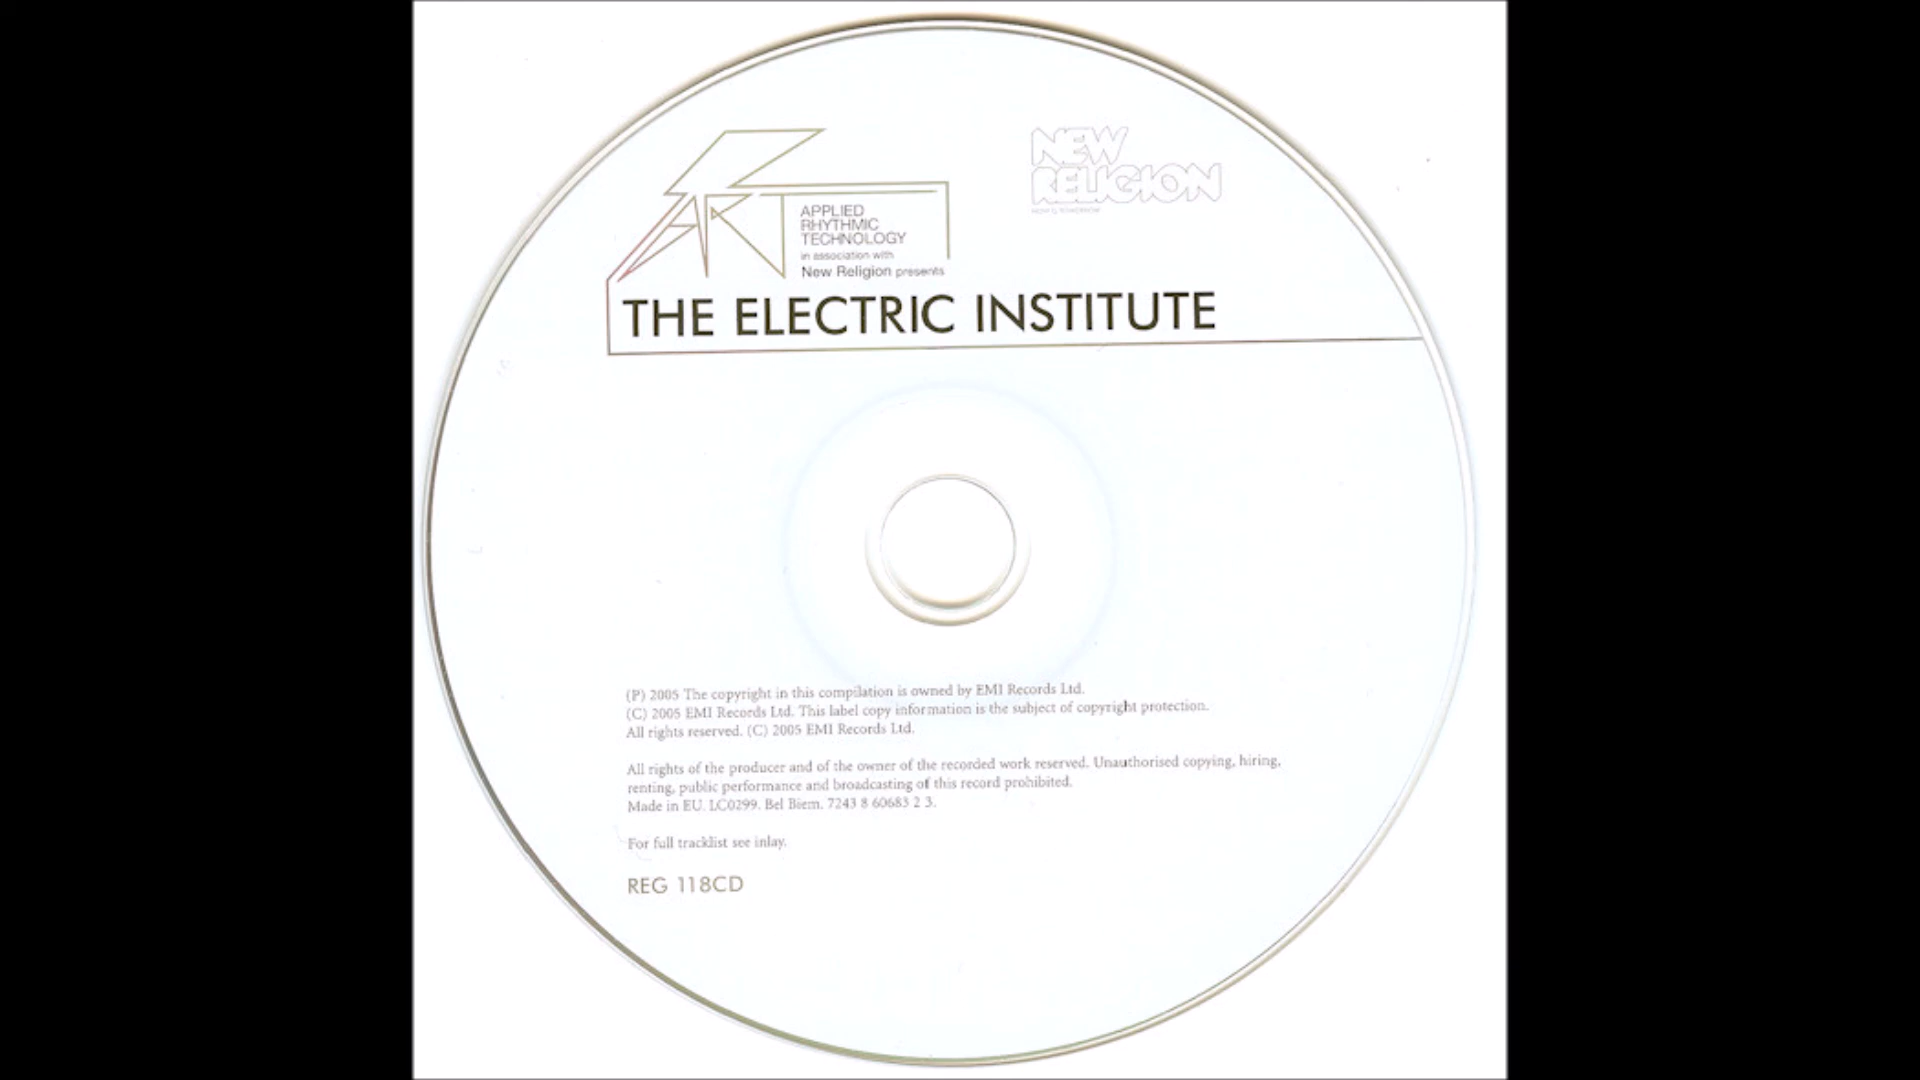 ART
APPLIED
RHYTHMIC
TECHNOLOGY
in association with
New Religion presents
NEW
RELIGION
THE ELECTRIC INSTITUTE
(P) 2005 The copyright in this compilation is owned by EMI Records Ltd.
(C) 2005 EMI Records Ltd. This label copy information is the subject of copyright protection.
All rights reserved. (C) 2005 EMI Records Ltd.
All rights of the producer and of the owner of the recorded work reserved. Unauthorised copying, hiring,
renting, public performance and broadcasting of this record prohibited.
Made in EU. LC0299. Bel Biem. 7243 8 60683 2 3.
For full tracklist see inlay.
REG 118CD